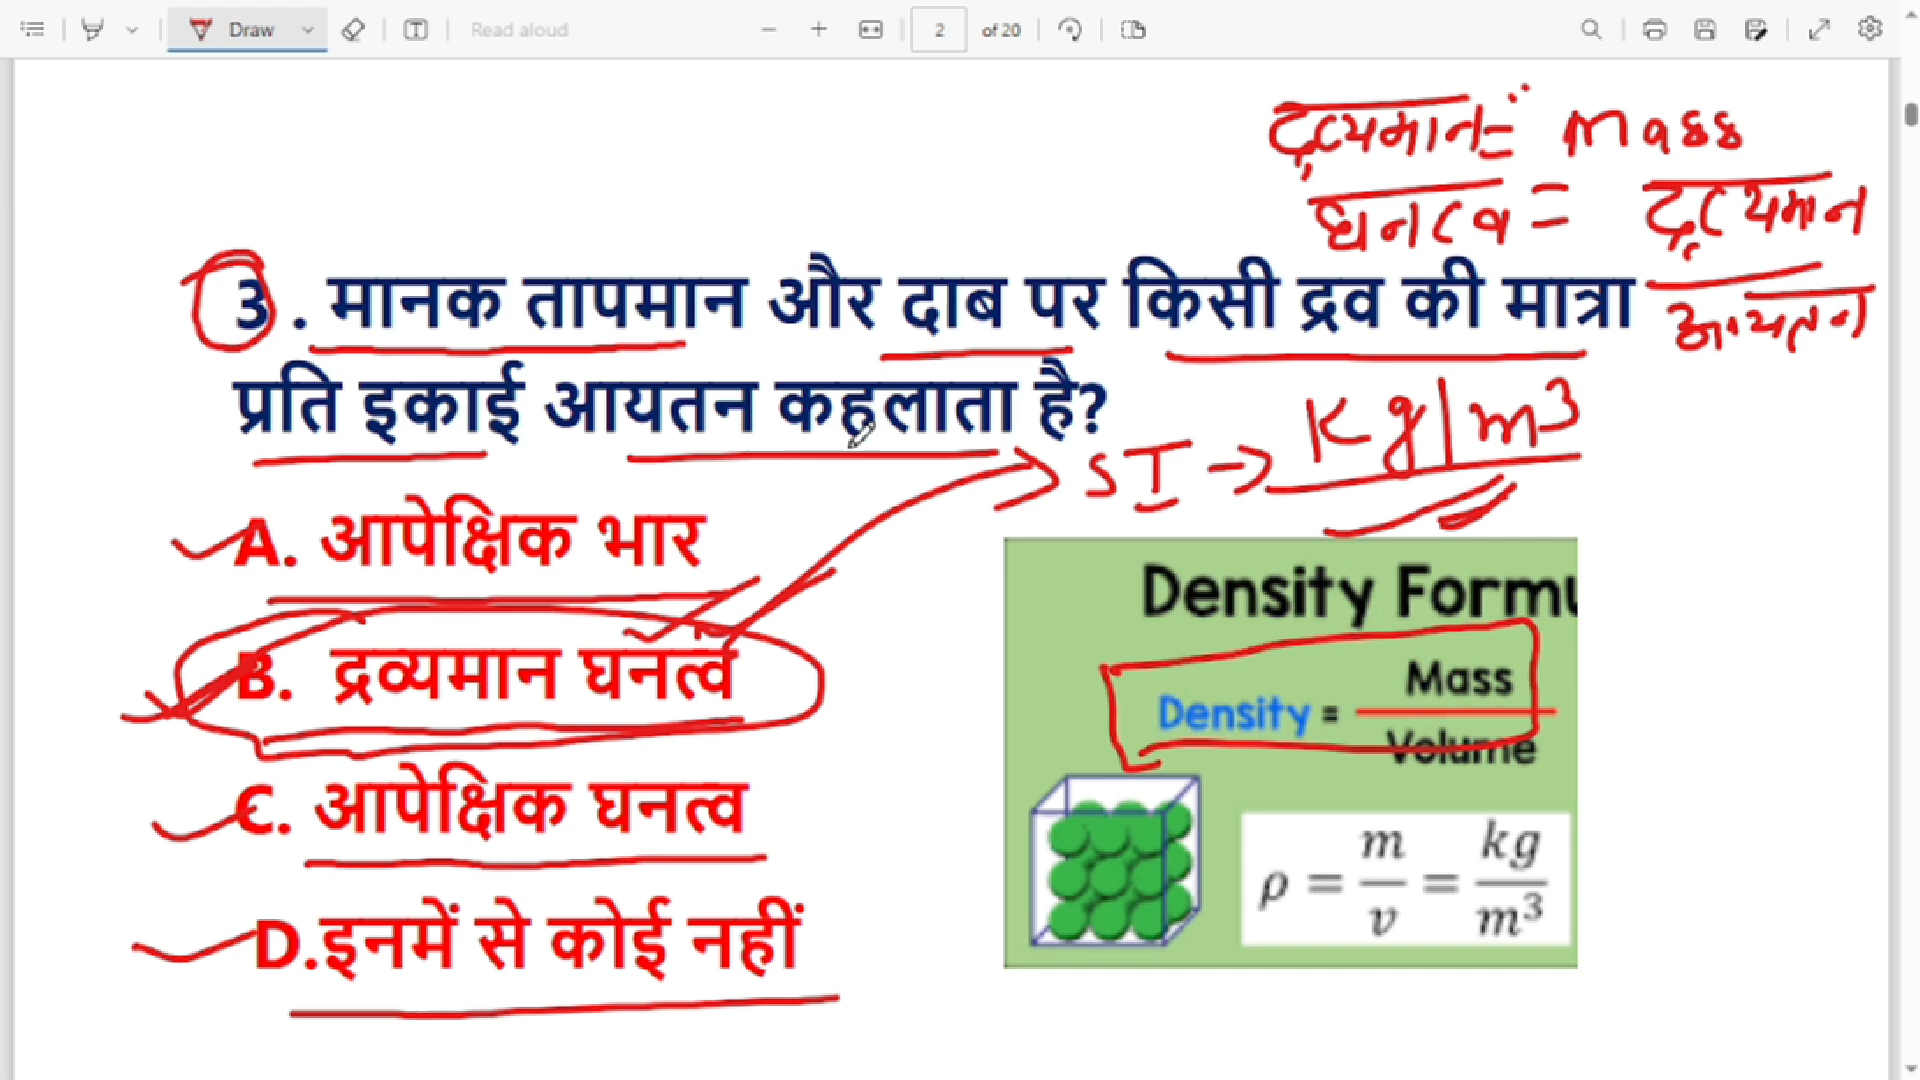 Draw
Read aloud
2 of 20
द्रव्यमान = Mass
घनत्व = द्रव्यमान
आयतन
3 . मानक तापमान और दाब पर किसी द्रव की मात्रा
प्रति इकाई आयतन कहलाता है?
SI → Kg/m3
A. आपेक्षिक भार
B. द्रव्यमान घनत्व
C. आपेक्षिक घनत्व
D.इनमें से कोई नहीं
Density Formu
Density = Mass
Volume
ρ = m = kg
v m³